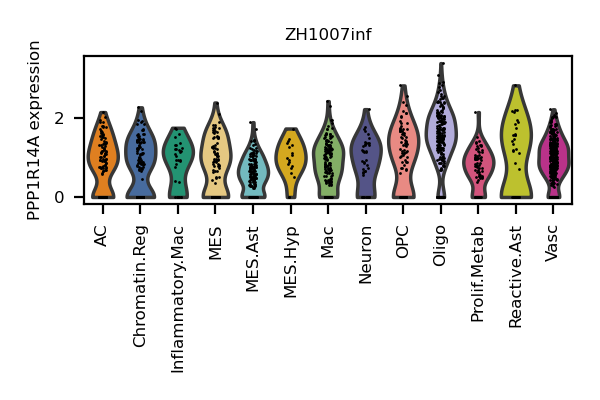 ZH1007inf
PPP1R14A expression
2
0
AC
Chromatin.Reg
Inflammatory.Mac
MES
MES.Ast
MES.Hyp
Mac
Neuron
OPC
Oligo
Prolif.Metab
Reactive.Ast
Vasc